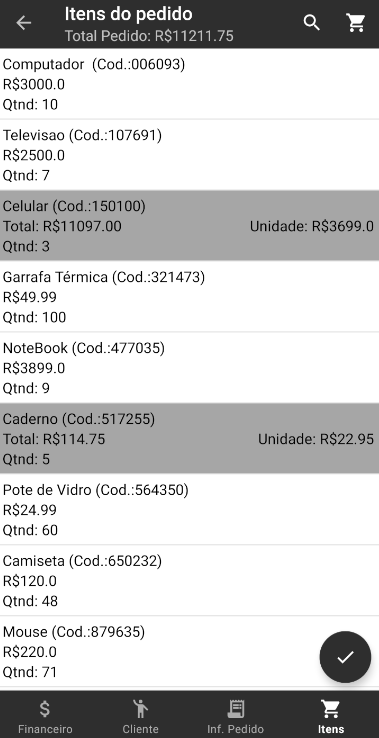 Itens do pedido
Total Pedido: R$11211.75
Computador (Cod.:006093)
R$3000.0
Qtnd: 10
Televisao (Cod.:107691)
R$2500.0
Qtnd: 7
Celular (Cod.:150100)
Total: R$11097.00 Unidade: R$3699.0
Qtnd: 3
Garrafa Térmica (Cod.:321473)
R$49.99
Qtnd: 100
NoteBook (Cod.:477035)
R$3899.0
Qtnd: 9
Caderno (Cod.:517255)
Total: R$114.75 Unidade: R$22.95
Qtnd: 5
Pote de Vidro (Cod.:564350)
R$24.99
Qtnd: 60
Camiseta (Cod.:650232)
R$120.0
Qtnd: 48
Mouse (Cod.:879635)
R$220.0
Qtnd: 71
Financeiro Cliente Inf. Pedido Itens